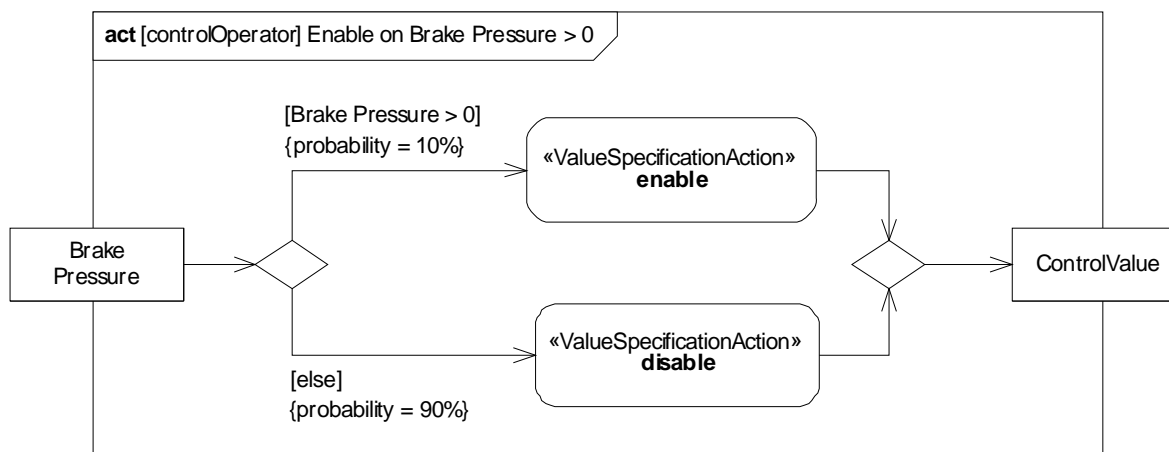 act [controlOperator] Enable on Brake Pressure > 0
[Brake Pressure > 0]
{probability = 10%}
«ValueSpecificationAction»
enable
Brake
Pressure
ControlValue
«ValueSpecificationAction»
disable
[else]
{probability = 90%}